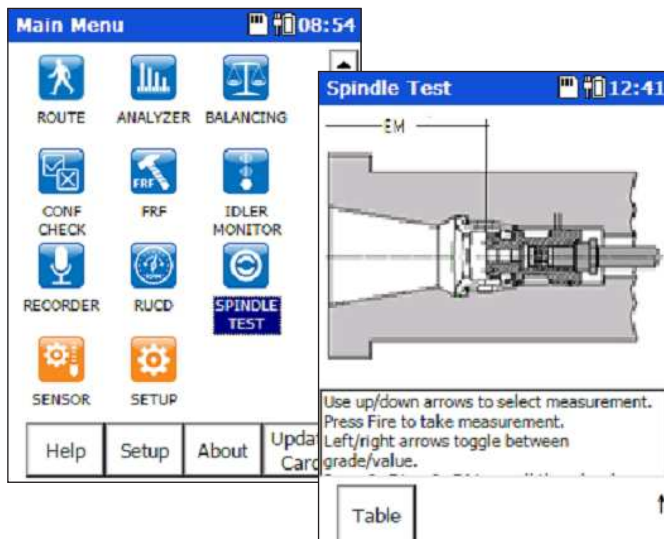 Main Menu 08:54
ROUTE ANALYZER BALANCING
FRF
CONF CHECK FRF IDLER MONITOR
RECORDER RUCD SPINDLE TEST
SENSOR SETUP
Help Setup About
Spindle Test 12:41
EM
Use up/down arrows to select measurement.
Press Fire to take measurement.
Left/right arrows toggle between
grade/value.
Table